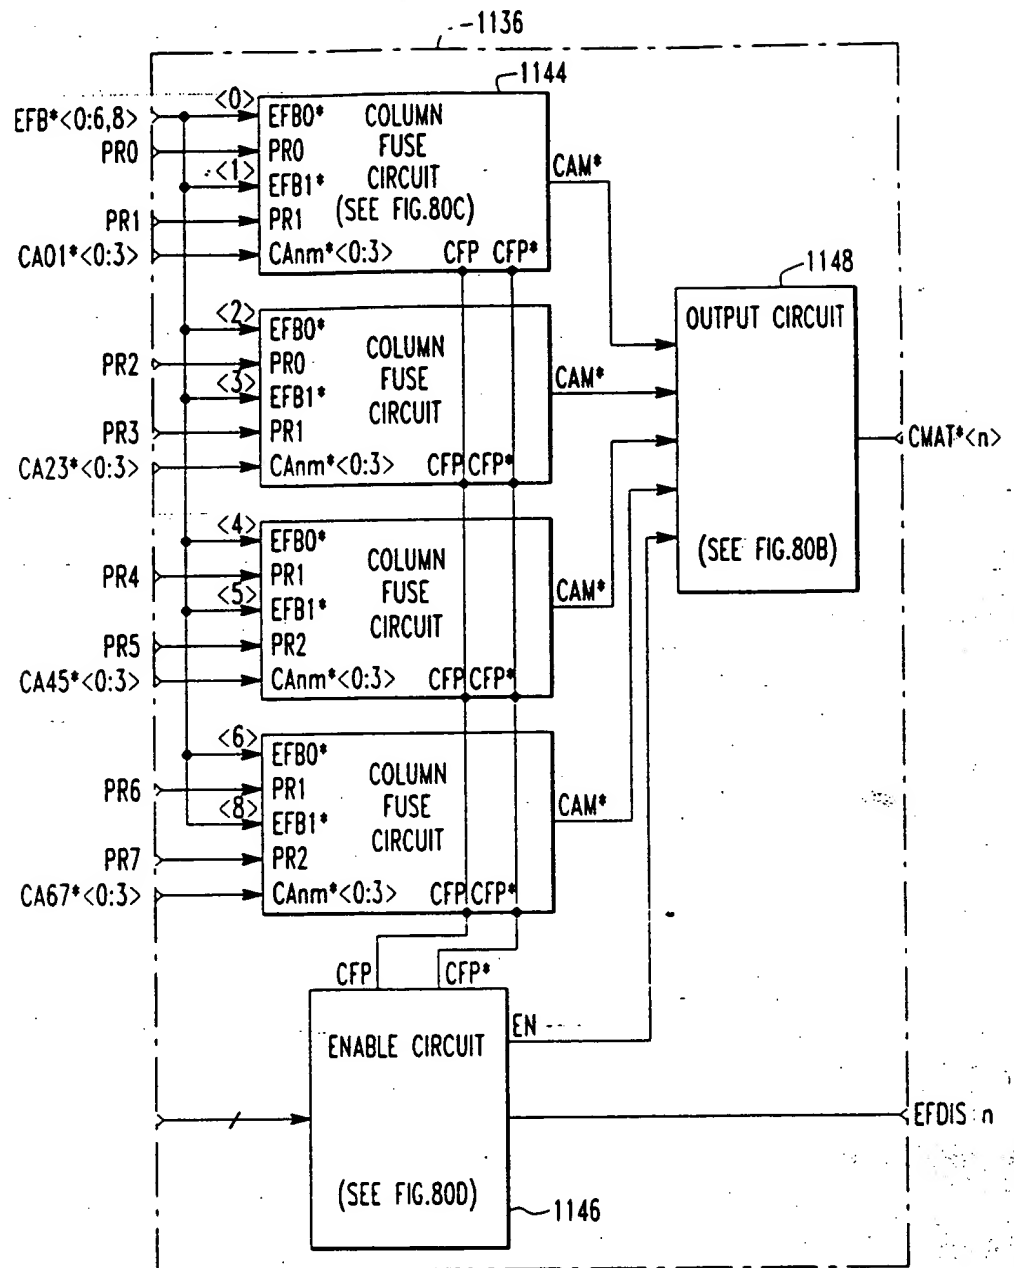 1136
1144
EFB*<0:6,8>
<0>
EFB0*
COLUMN
FUSE
CIRCUIT
(SEE FIG.80C)
PR0
PR0
<1>
EFB1*
PR1
PR1
CA01*<0:3>
CAnm*<0:3>
CFP CFP*
CAM*
1148
OUTPUT CIRCUIT
(SEE FIG.80B)
CMAT*<n>
<2>
EFB0*
COLUMN
FUSE
CIRCUIT
PR2
PR0
<3>
EFB1*
PR3
PR1
CA23*<0:3>
CAnm*<0:3>
CFP CFP*
CAM*
<4>
EFB0*
COLUMN
FUSE
CIRCUIT
PR4
PR1
<5>
EFB1*
PR5
PR2
CA45*<0:3>
CAnm*<0:3>
CFP CFP*
CAM*
<6>
EFB0*
COLUMN
FUSE
CIRCUIT
PR6
PR1
<8>
EFB1*
PR7
PR2
CA67*<0:3>
CAnm*<0:3>
CFP CFP*
CAM*
CFP
CFP*
EN
ENABLE CIRCUIT
(SEE FIG.80D)
1146
EFDIS n